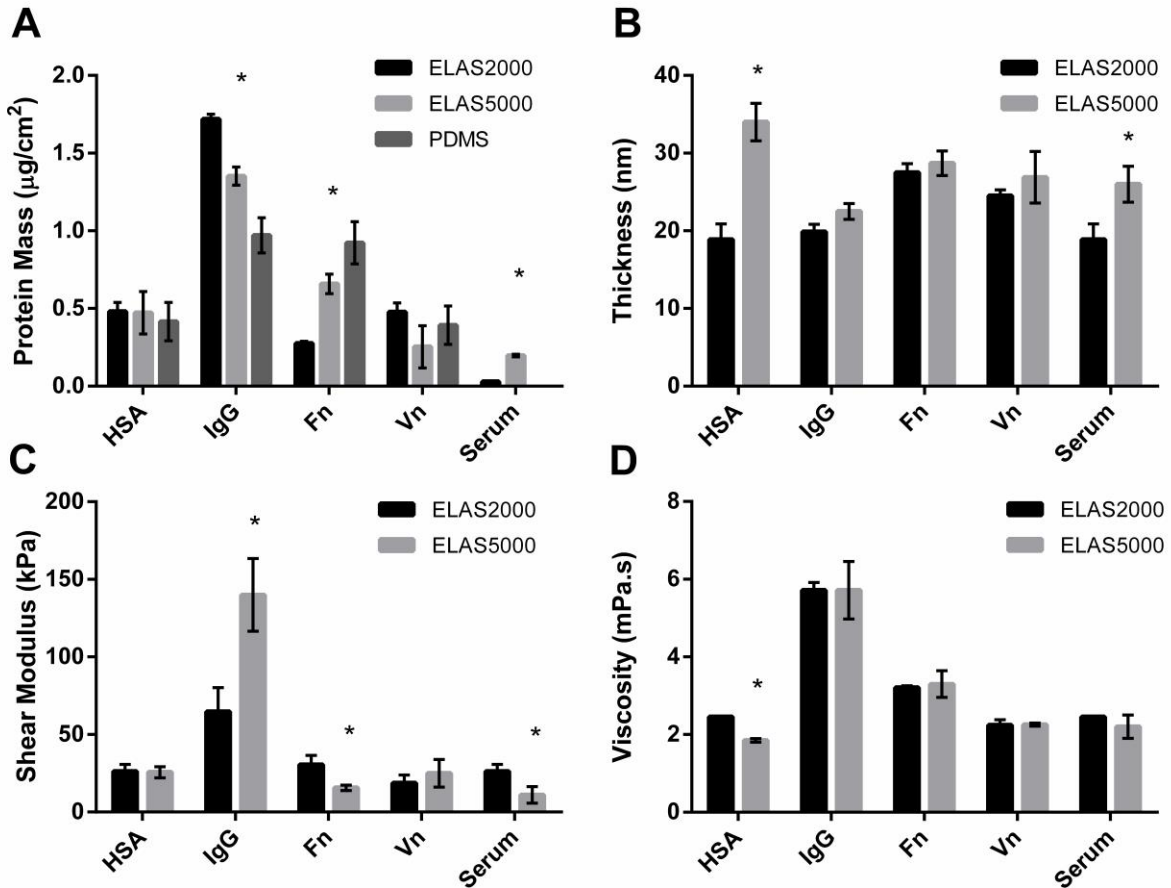 A
ELAS2000
ELAS5000
PDMS
Protein Mass (µg/cm²)
2.0
1.5
1.0
0.5
0.0
*
*
*
HSA
IgG
Fn
Vn
Serum
B
ELAS2000
ELAS5000
Thickness (nm)
40
30
20
10
0
*
*
HSA
IgG
Fn
Vn
Serum
C
ELAS2000
ELAS5000
Shear Modulus (kPa)
200
150
100
50
0
*
*
*
HSA
IgG
Fn
Vn
Serum
D
ELAS2000
ELAS5000
Viscosity (mPa.s)
8
6
4
2
0
*
HSA
IgG
Fn
Vn
Serum